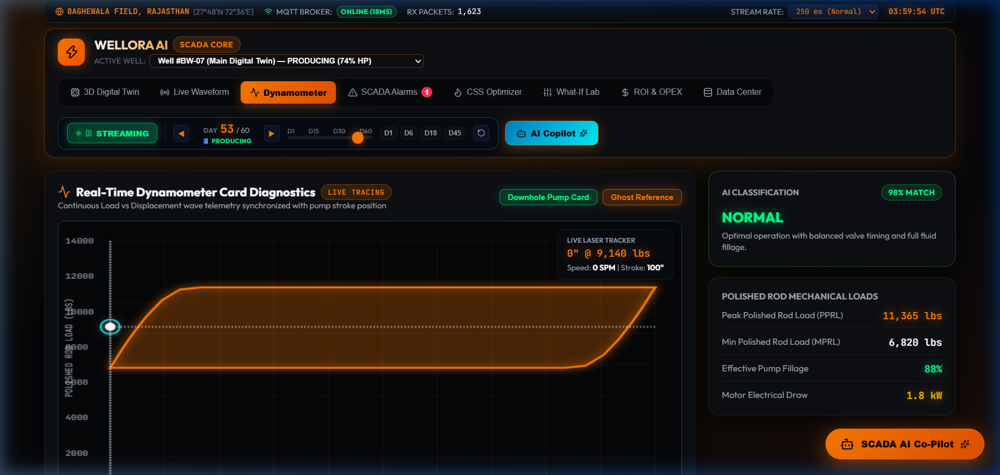 BAGHEWALA FIELD, RAJASTHAN [27°48'N 72°36'E] MQTT BROKER: ONLINE (18MS) RX PACKETS: 1,623 STREAM RATE: 250 ms (Normal) 03:59:54 UTC
WELLORA AI SCADA CORE
ACTIVE WELL: Well #BW-07 (Main Digital Twin) — PRODUCING (74% HP)
3D Digital Twin Live Waveform Dynamometer SCADA Alarms 1 CSS Optimizer What-If Lab ROI & OPEX Data Center
STREAMING DAY 53 / 60 D1 D15 D30 D60 D1 D6 D18 D45 AI Copilot
PRODUCING
Real-Time Dynamometer Card Diagnostics LIVE TRACING
Continuous Load vs Displacement wave telemetry synchronized with pump stroke position
Downhole Pump Card Ghost Reference
LIVE LASER TRACKER
0" @ 9,140 lbs
Speed: 0 SPM | Stroke: 100"
14000
12000
10000
8000
6000
4000
2000
POLISHED ROD LOAD (LBS)
AI CLASSIFICATION 98% MATCH
NORMAL
Optimal operation with balanced valve timing and full fluid
fillage.
POLISHED ROD MECHANICAL LOADS
Peak Polished Rod Load (PPRL) 11,365 lbs
Min Polished Rod Load (MPRL) 6,820 lbs
Effective Pump Fillage 88%
Motor Electrical Draw 1.8 kW
SCADA AI Co-Pilot